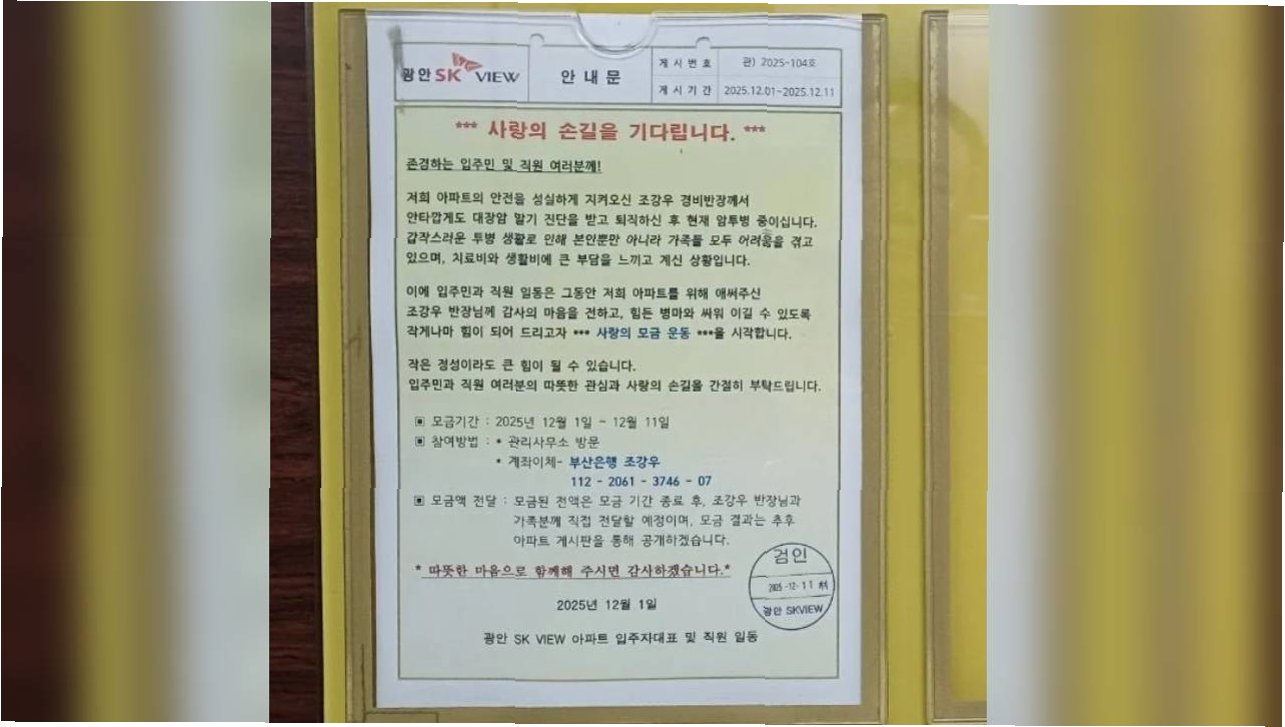 광안 SK VIEW
안 내 문
게 시 번 호
관) 2025-104호
게 시 기 간
2025.12.01~2025.12.11
*** 사랑의 손길을 기다립니다. ***
존경하는 입주민 및 직원 여러분께!
저희 아파트의 안전을 성실하게 지켜오신 조강우 경비반장께서
안타깝게도 대장암 말기 진단을 받고 퇴직하신 후 현재 암투병 중이십니다.
갑작스러운 투병 생활로 인해 본인뿐만 아니라 가족들 모두 어려움을 겪고
있으며, 치료비와 생활비에 큰 부담을 느끼고 계신 상황입니다.
이에 입주민과 직원 일동은 그동안 저희 아파트를 위해 애써주신
조강우 반장님께 감사의 마음을 전하고, 힘든 병마와 싸워 이길 수 있도록
작게나마 힘이 되어 드리고자 *** 사랑의 모금 운동 ***을 시작합니다.
작은 정성이라도 큰 힘이 될 수 있습니다.
입주민과 직원 여러분의 따뜻한 관심과 사랑의 손길을 간절히 부탁드립니다.
▣ 모금기간 : 2025년 12월 1일 ~ 12월 11일
▣ 참여방법 : * 관리사무소 방문
* 계좌이체- 부산은행 조강우
112 - 2061 - 3746 - 07
▣ 모금액 전달 : 모금된 전액은 모금 기간 종료 후, 조강우 반장님과
가족분께 직접 전달할 예정이며, 모금 결과는 추후
아파트 게시판을 통해 공개하겠습니다.
* 따뜻한 마음으로 함께해 주시면 감사하겠습니다.*
검인
2025-12-11
광안 SKVIEW
2025년 12월 1일
광안 SK VIEW 아파트 입주자대표 및 직원 일동